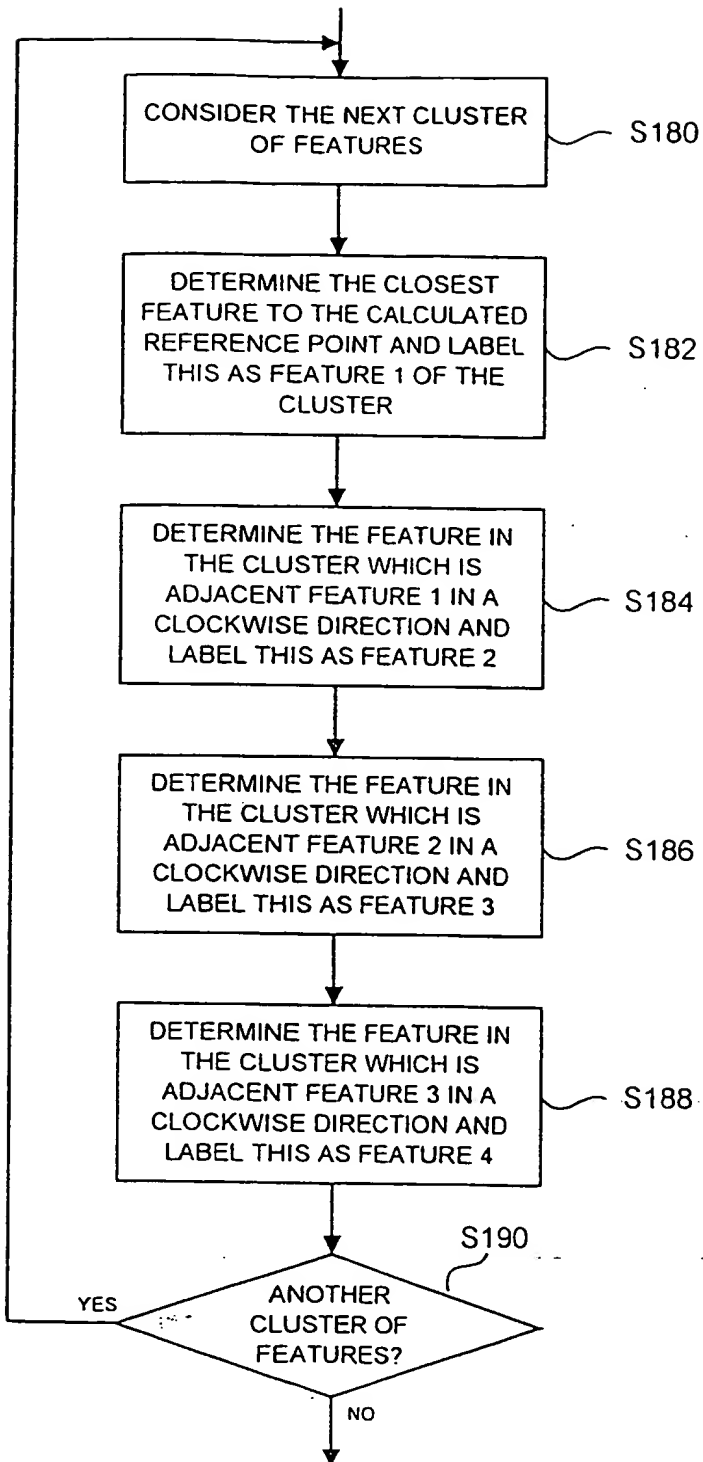 CONSIDER THE NEXT CLUSTER
OF FEATURES
S180
DETERMINE THE CLOSEST
FEATURE TO THE CALCULATED
REFERENCE POINT AND LABEL
THIS AS FEATURE 1 OF THE
CLUSTER
S182
DETERMINE THE FEATURE IN
THE CLUSTER WHICH IS
ADJACENT FEATURE 1 IN A
CLOCKWISE DIRECTION AND
LABEL THIS AS FEATURE 2
S184
DETERMINE THE FEATURE IN
THE CLUSTER WHICH IS
ADJACENT FEATURE 2 IN A
CLOCKWISE DIRECTION AND
LABEL THIS AS FEATURE 3
S186
DETERMINE THE FEATURE IN
THE CLUSTER WHICH IS
ADJACENT FEATURE 3 IN A
CLOCKWISE DIRECTION AND
LABEL THIS AS FEATURE 4
S188
S190
YES
ANOTHER
CLUSTER OF
FEATURES?
NO